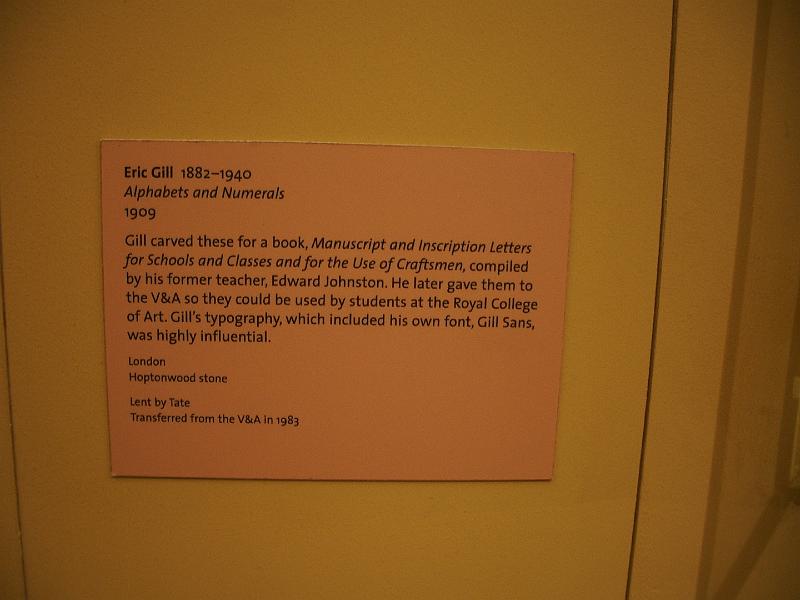 Eric Gill 1882–1940
Alphabets and Numerals
1909
Gill carved these for a book, Manuscript and Inscription Letters
for Schools and Classes and for the Use of Craftsmen, compiled
by his former teacher, Edward Johnston. He later gave them to
the V&A so they could be used by students at the Royal College
of Art. Gill's typography, which included his own font, Gill Sans,
was highly influential.
London
Hoptonwood stone
Lent by Tate
Transferred from the V&A in 1983